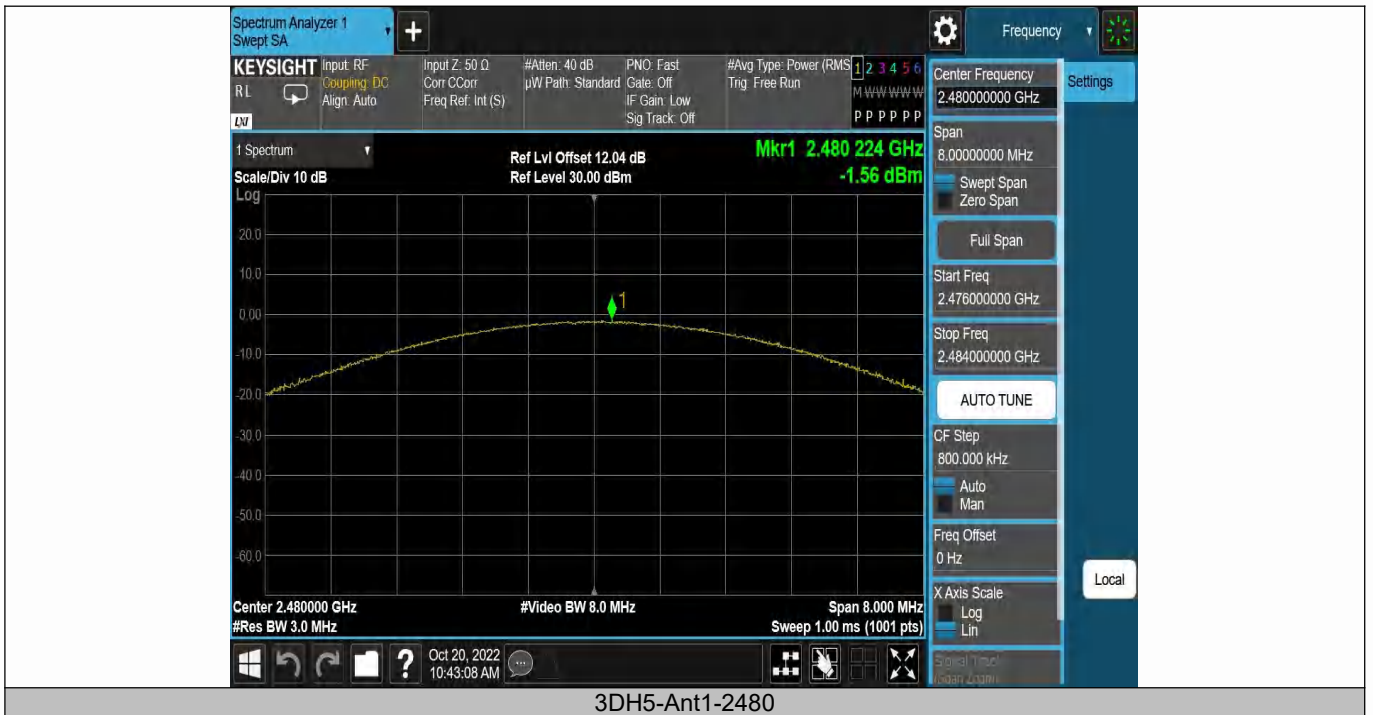 Spectrum Analyzer 1
Swept SA
+
Frequency
KEYSIGHT
RL
LXI
Input: RF
Coupling: DC
Align: Auto
Input Z: 50 Ω
Corr CCorr
Freq Ref: Int (S)
#Atten: 40 dB
µW Path: Standard
PNO: Fast
Gate: Off
IF Gain: Low
Sig Track: Off
#Avg Type: Power (RMS
Trig: Free Run
1 2 3 4 5 6
M W W W W W
P P P P P P
1 Spectrum
Scale/Div 10 dB
Ref Lvl Offset 12.04 dB
Ref Level 30.00 dBm
Mkr1 2.480 224 GHz
-1.56 dBm
Log
20.0
10.0
0.00
-10.0
-20.0
-30.0
-40.0
-50.0
-60.0
1
Center 2.480000 GHz
#Res BW 3.0 MHz
#Video BW 8.0 MHz
Span 8.000 MHz
Sweep 1.00 ms (1001 pts)
Center Frequency
2.480000000 GHz
Settings
Span
8.00000000 MHz
Swept Span
Zero Span
Full Span
Start Freq
2.476000000 GHz
Stop Freq
2.484000000 GHz
AUTO TUNE
CF Step
800.000 kHz
Auto
Man
Freq Offset
0 Hz
X Axis Scale
Log
Lin
Signal Track
(Span Zoom)
Local
?
Oct 20, 2022
10:43:08 AM
3DH5-Ant1-2480